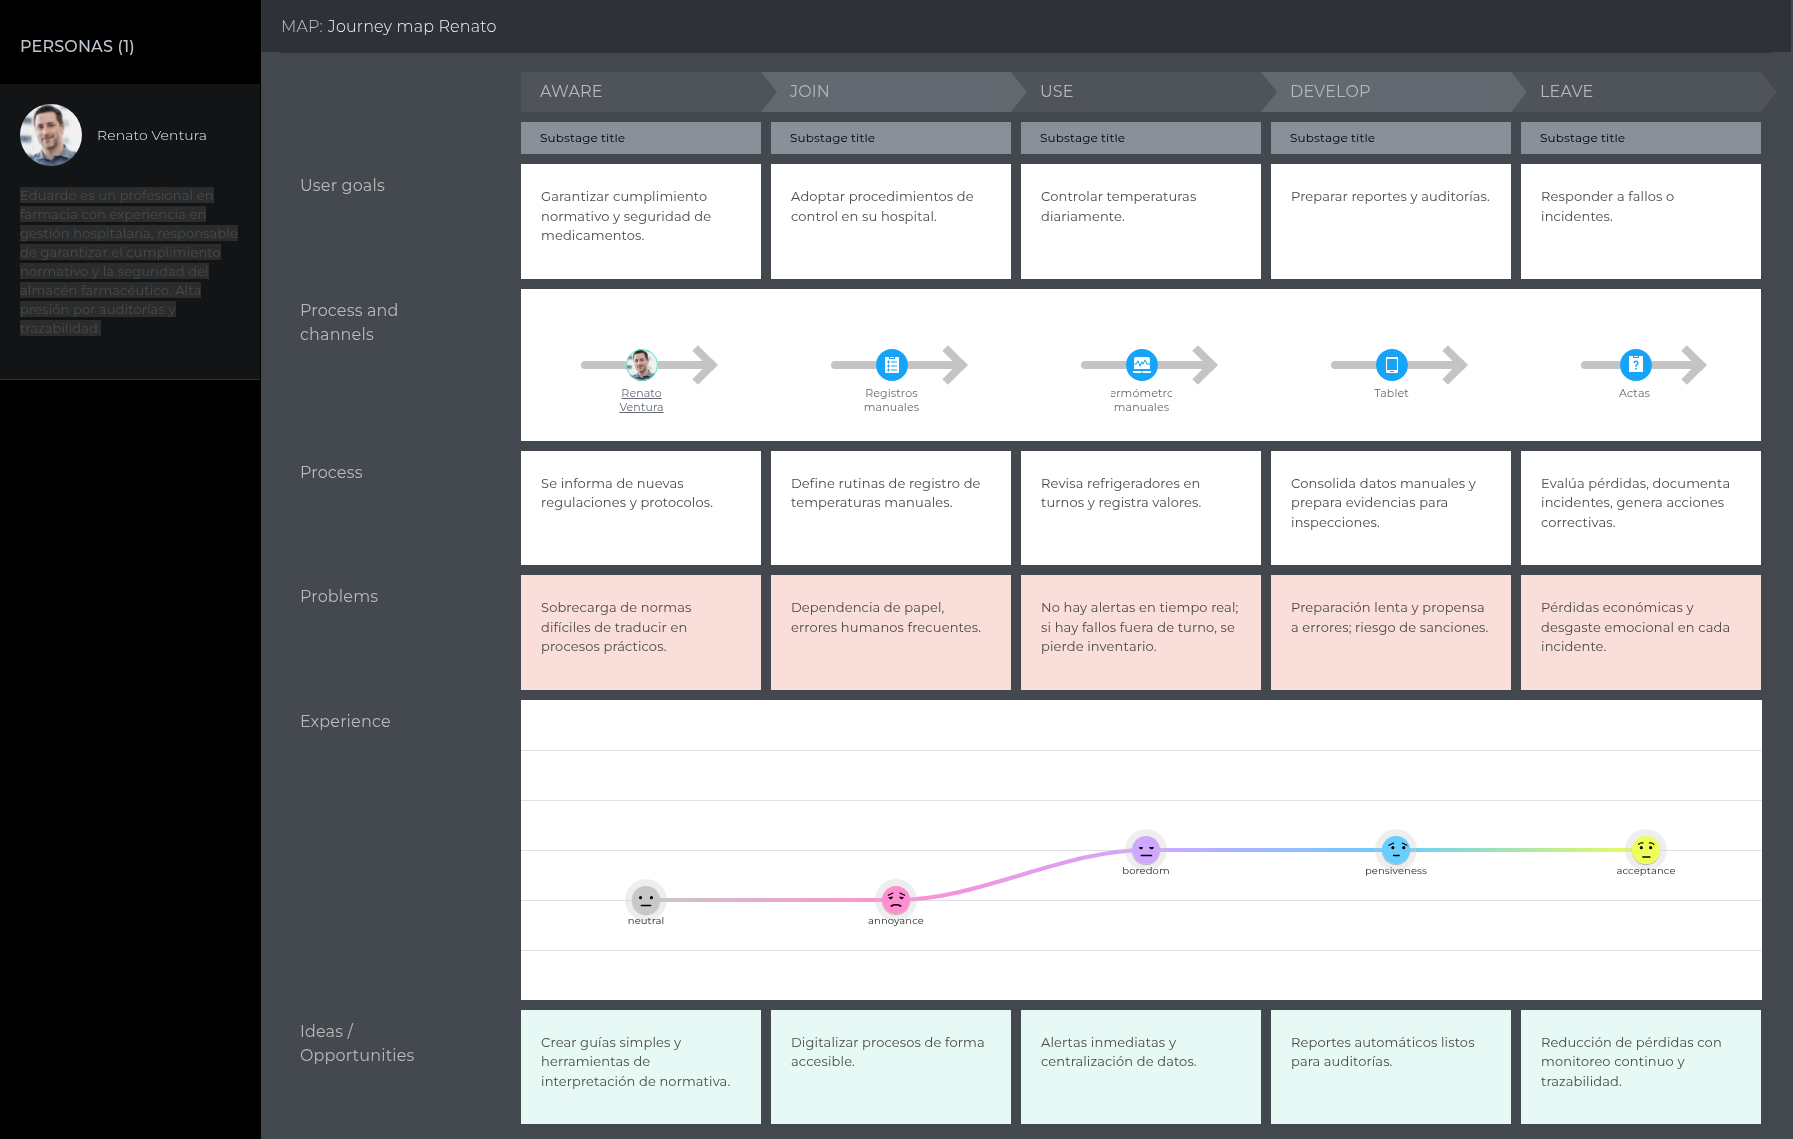 PERSONAS (1)
Renato Ventura
Eduardo es un profesional en
farmacia con experiencia en
gestión hospitalaria, responsable
de garantizar el cumplimiento
normativo y la seguridad del
almacén farmacéutico. Alta
presión por auditorías y
trazabilidad.
MAP: Journey map Renato
AWARE
JOIN
USE
DEVELOP
LEAVE
Substage title
Substage title
Substage title
Substage title
Substage title
User goals
Garantizar cumplimiento
normativo y seguridad de
medicamentos.
Adoptar procedimientos de
control en su hospital.
Controlar temperaturas
diariamente.
Preparar reportes y auditorías.
Responder a fallos o
incidentes.
Process and
channels
Renato
Ventura
Registros
manuales
ermómetro
manuales
Tablet
Actas
Process
Se informa de nuevas
regulaciones y protocolos.
Define rutinas de registro de
temperaturas manuales.
Revisa refrigeradores en
turnos y registra valores.
Consolida datos manuales y
prepara evidencias para
inspecciones.
Evalúa pérdidas, documenta
incidentes, genera acciones
correctivas.
Problems
Sobrecarga de normas
difíciles de traducir en
procesos prácticos.
Dependencia de papel,
errores humanos frecuentes.
No hay alertas en tiempo real;
si hay fallos fuera de turno, se
pierde inventario.
Preparación lenta y propensa
a errores; riesgo de sanciones.
Pérdidas económicas y
desgaste emocional en cada
incidente.
Experience
boredom
pensiveness
acceptance
neutral
annoyance
Ideas /
Opportunities
Crear guías simples y
herramientas de
interpretación de normativa.
Digitalizar procesos de forma
accesible.
Alertas inmediatas y
centralización de datos.
Reportes automáticos listos
para auditorías.
Reducción de pérdidas con
monitoreo continuo y
trazabilidad.